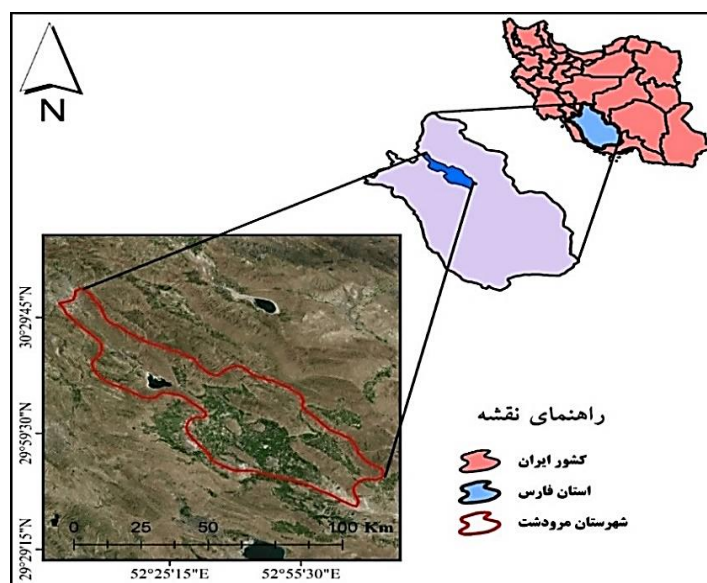 N
30°29'45"N
29°59'30"N
29°29'15"N
0 25 50 100 Km
52°25'15"E 52°55'30"E
راهنمای نقشه
کشور ایران
استان فارس
شهرستان مرودشت